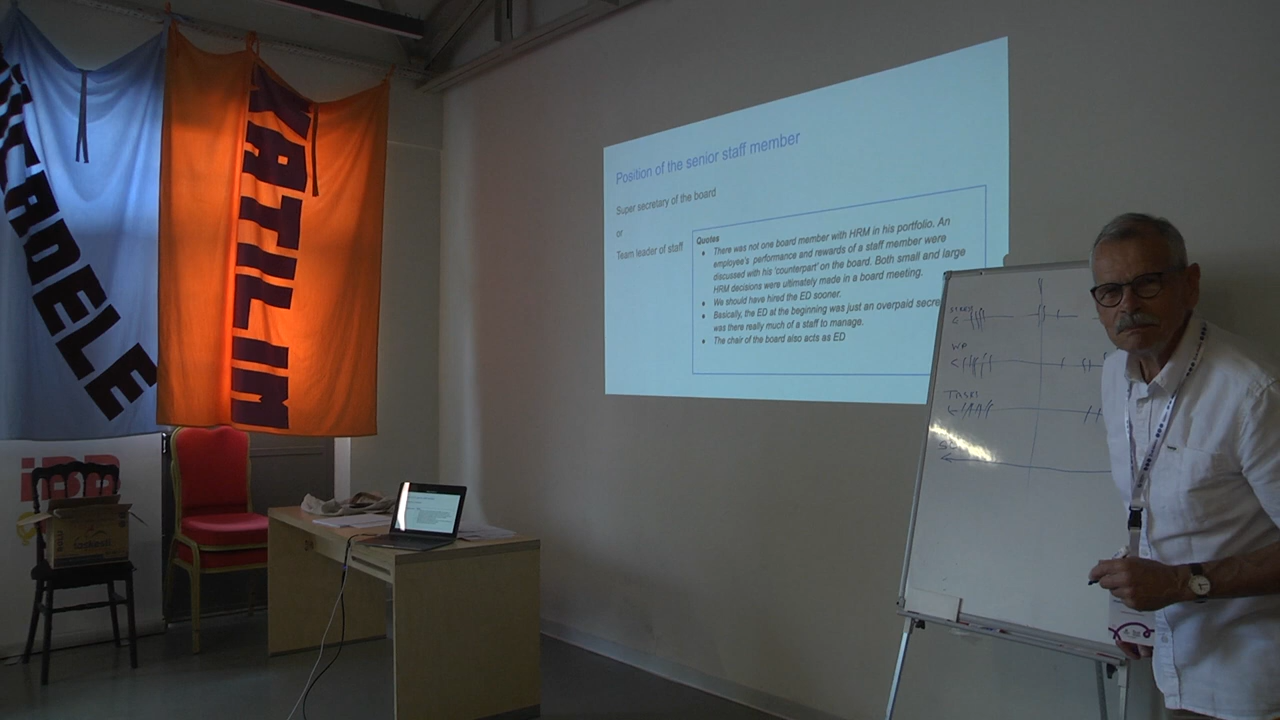 KATILIM
Position of the senior staff member
Super secretary of the board
or
Team leader of staff
Quotes
• There was not one board member with HRM in his portfolio. An
employee's performance and rewards of a staff member were
discussed with his 'counterpart' on the board. Both small and large
HRM decisions were ultimately made in a board meeting.
• We should have hired the ED sooner.
• Basically, the ED at the beginning was just an overpaid secre
was there really much of a staff to manage.
• The chair of the board also acts as ED
TASK